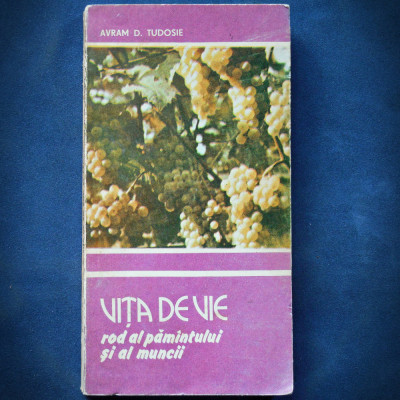 AVRAM D. TUDOSIE
VIȚA DE VIE
rod al pămîntului
și al muncii